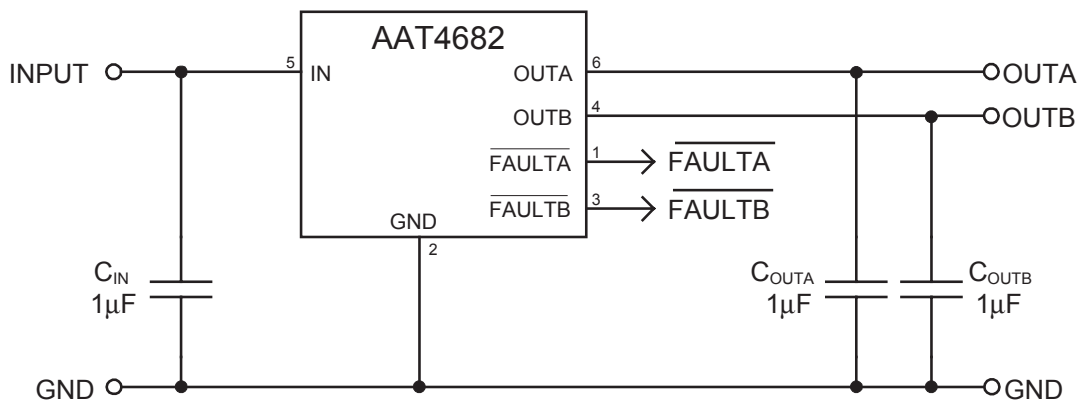 AAT4682
INPUT
5
IN
OUTA
6
OUTA
OUTB
4
OUTB
FAULTA
1
FAULTA
FAULTB
3
FAULTB
GND
2
CIN
1μF
COUTA
1μF
COUTB
1μF
GND
GND